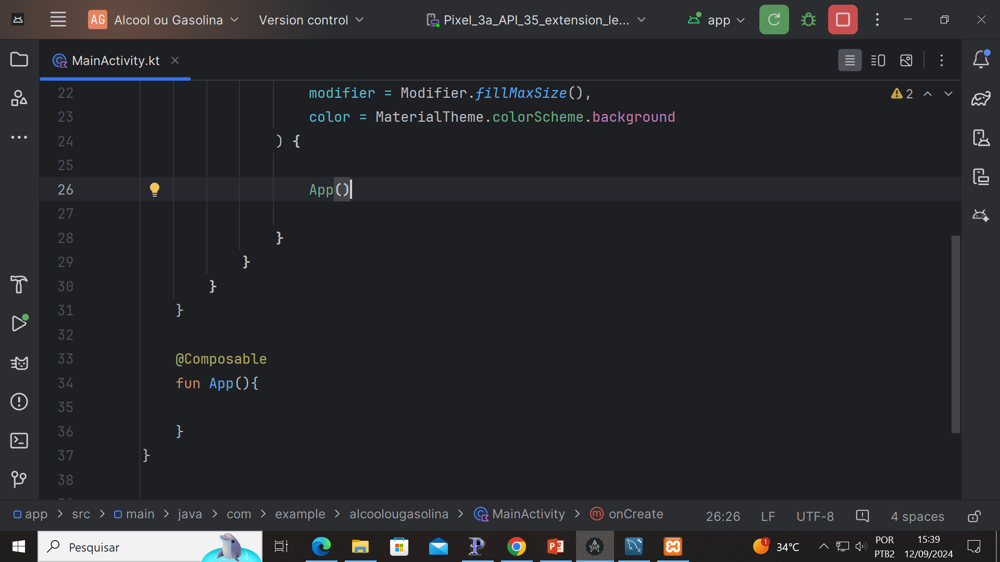 AG Alcool ou Gasolina Version control Pixel_3a_API_35_extension_le... app
MainActivity.kt
22 modifier = Modifier.fillMaxSize(),
2
23 color = MaterialTheme.colorScheme.background
24 ) {
25
26 App()
27
28 }
29 }
30 }
31 }
32
33 @Composable
34 fun App(){
35
36 }
37 }
38
app > src > main > java > com > example > alcoolougasolina > MainActivity > onCreate 26:26 LF UTF-8 4 spaces
Pesquisar
1 34°C
POR
PTB2
15:39
12/09/2024